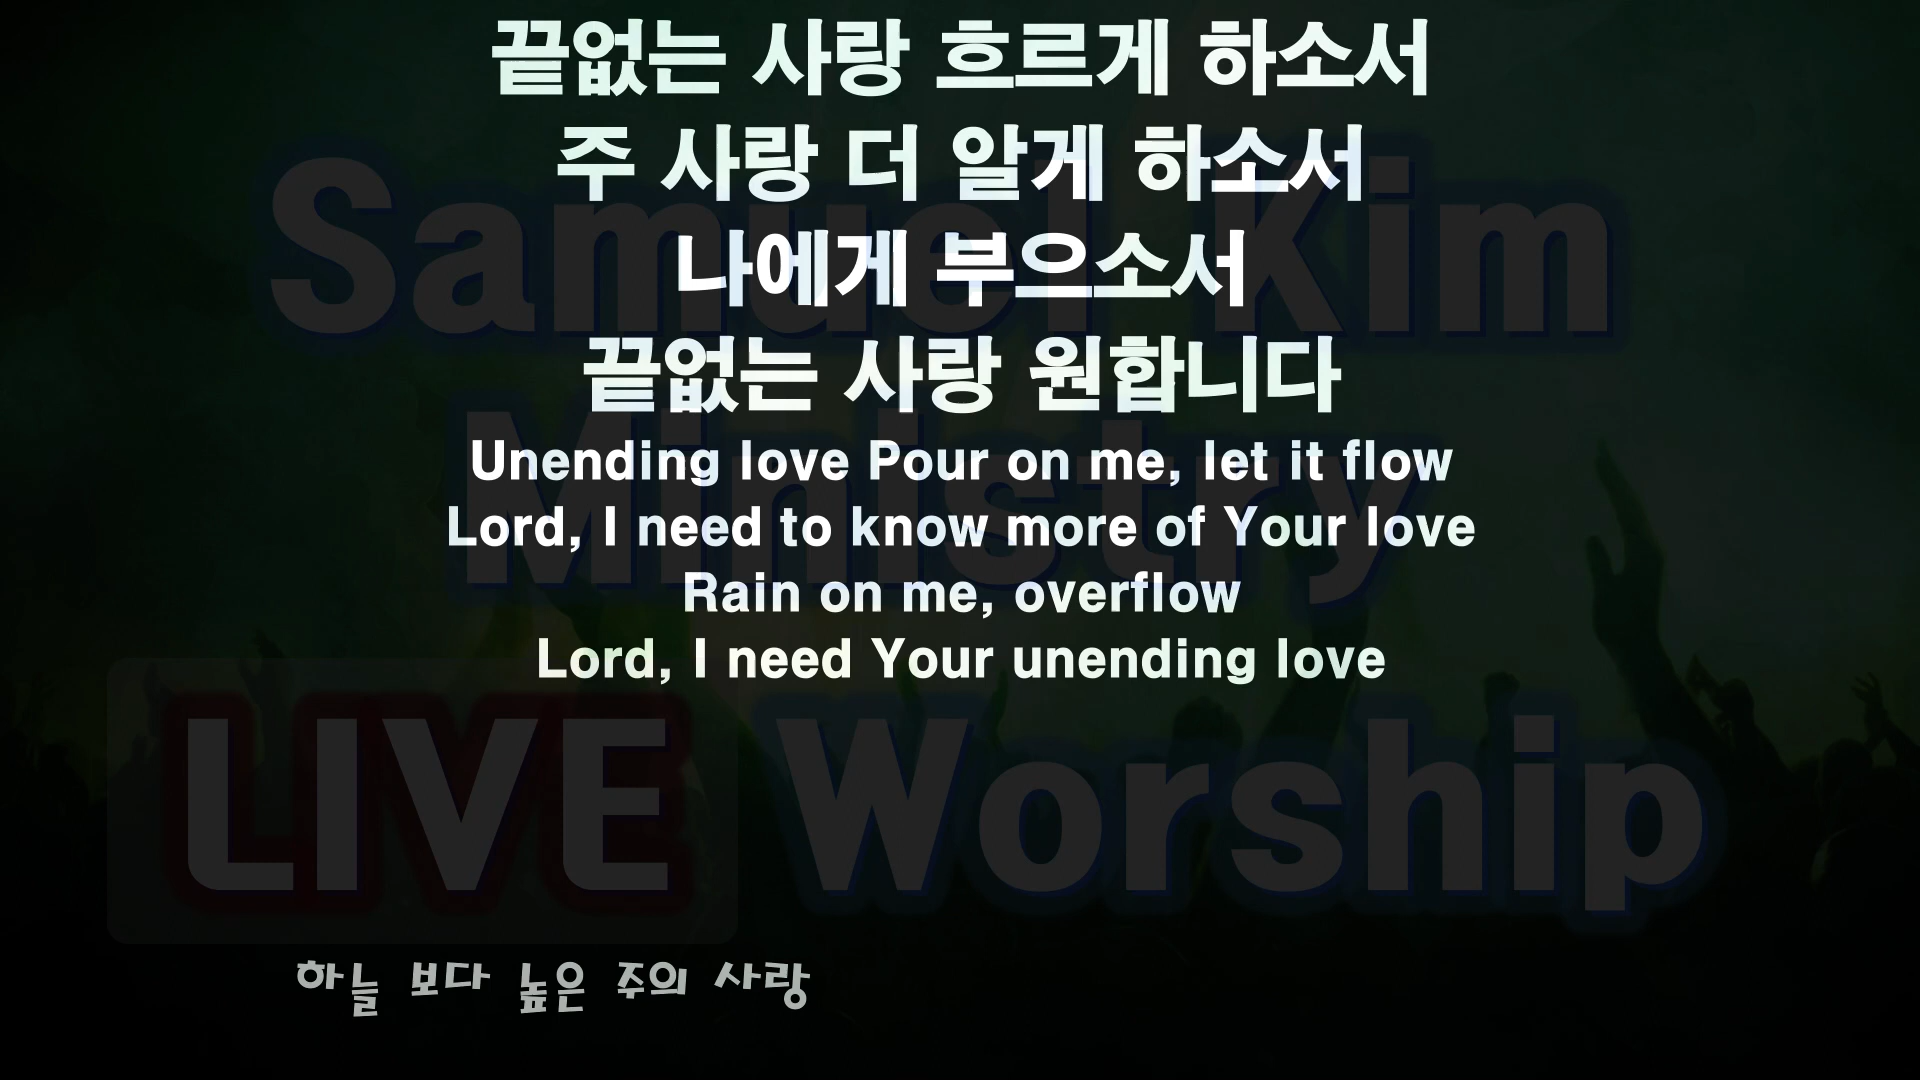 끝없는 사랑 흐르게 하소서
주 사랑 더 알게 하소서
나에게 부으소서
끝없는 사랑 원합니다
Unending love Pour on me, let it flow
Lord, I need to know more of Your love
Rain on me, overflow
Lord, I need Your unending love
Samuel Kim
Ministry
LIVE Worship
하늘 보다 높은 주의 사랑